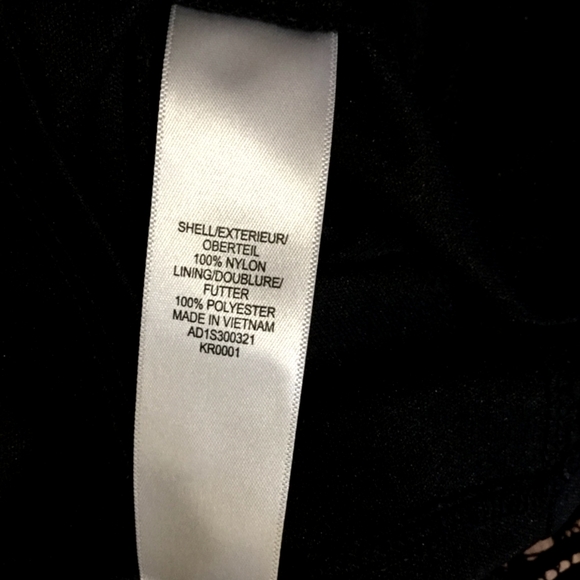 SHELL/EXTERIEUR/
OBERTEIL
100% NYLON
LINING/DOUBLURE/
FUTTER
100% POLYESTER
MADE IN VIETNAM
AD1S300321
KR0001